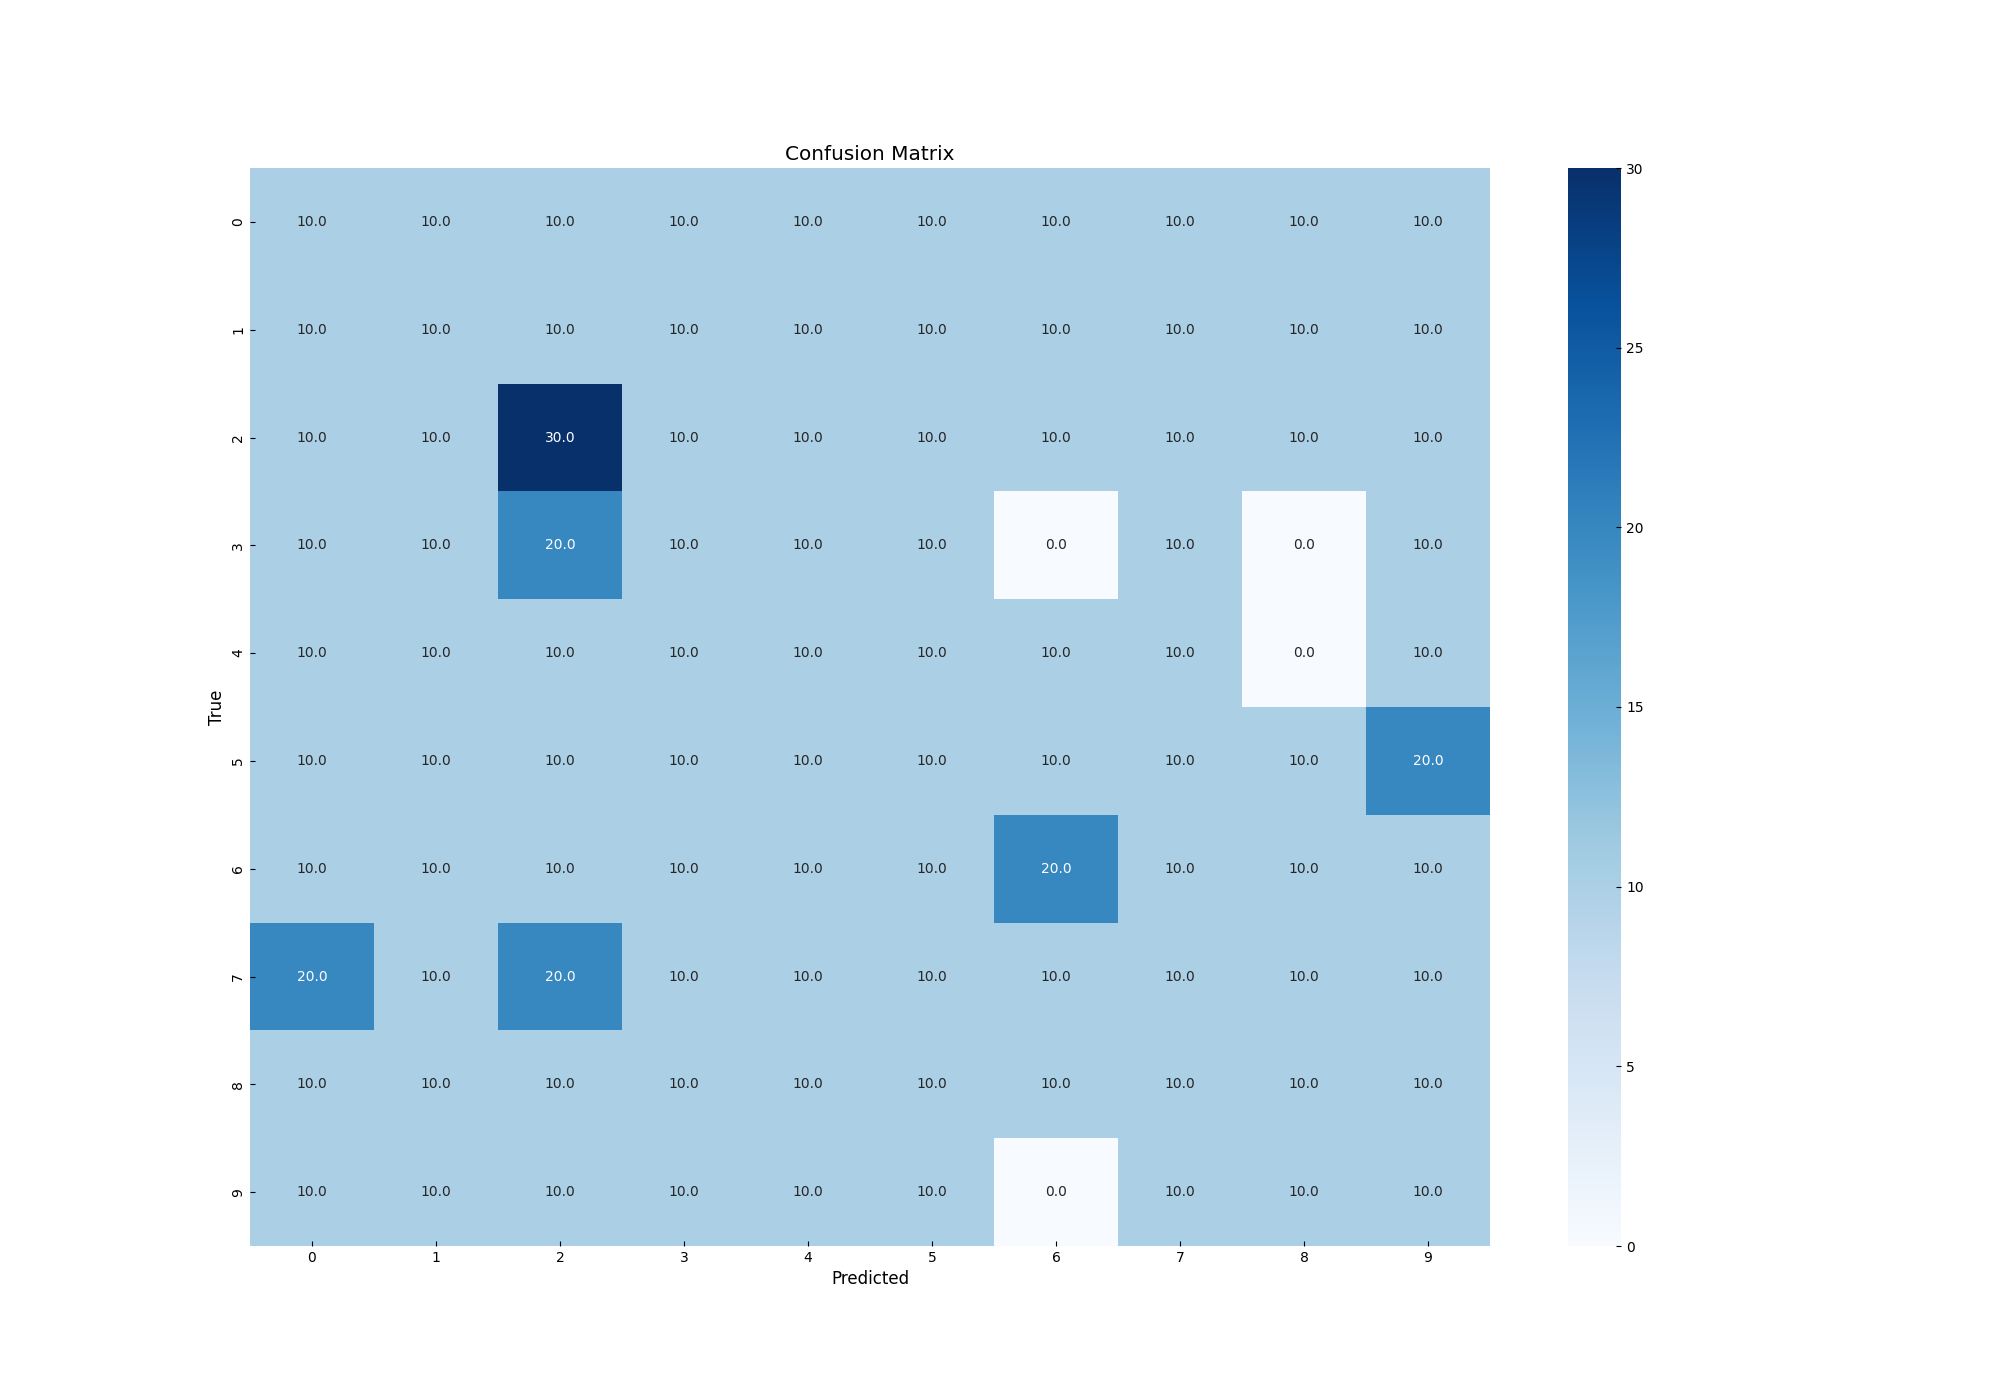 Confusion Matrix
0 10.0 10.0 10.0 10.0 10.0 10.0 10.0 10.0 10.0 10.0
1 10.0 10.0 10.0 10.0 10.0 10.0 10.0 10.0 10.0 10.0
2 10.0 10.0 30.0 10.0 10.0 10.0 10.0 10.0 10.0 10.0
3 10.0 10.0 20.0 10.0 10.0 10.0 0.0 10.0 0.0 10.0
4 10.0 10.0 10.0 10.0 10.0 10.0 10.0 10.0 0.0 10.0
5 10.0 10.0 10.0 10.0 10.0 10.0 10.0 10.0 10.0 20.0
6 10.0 10.0 10.0 10.0 10.0 10.0 20.0 10.0 10.0 10.0
7 20.0 10.0 20.0 10.0 10.0 10.0 10.0 10.0 10.0 10.0
8 10.0 10.0 10.0 10.0 10.0 10.0 10.0 10.0 10.0 10.0
9 10.0 10.0 10.0 10.0 10.0 10.0 0.0 10.0 10.0 10.0
0 1 2 3 4 5 6 7 8 9
Predicted
True
30
25
20
15
10
5
0